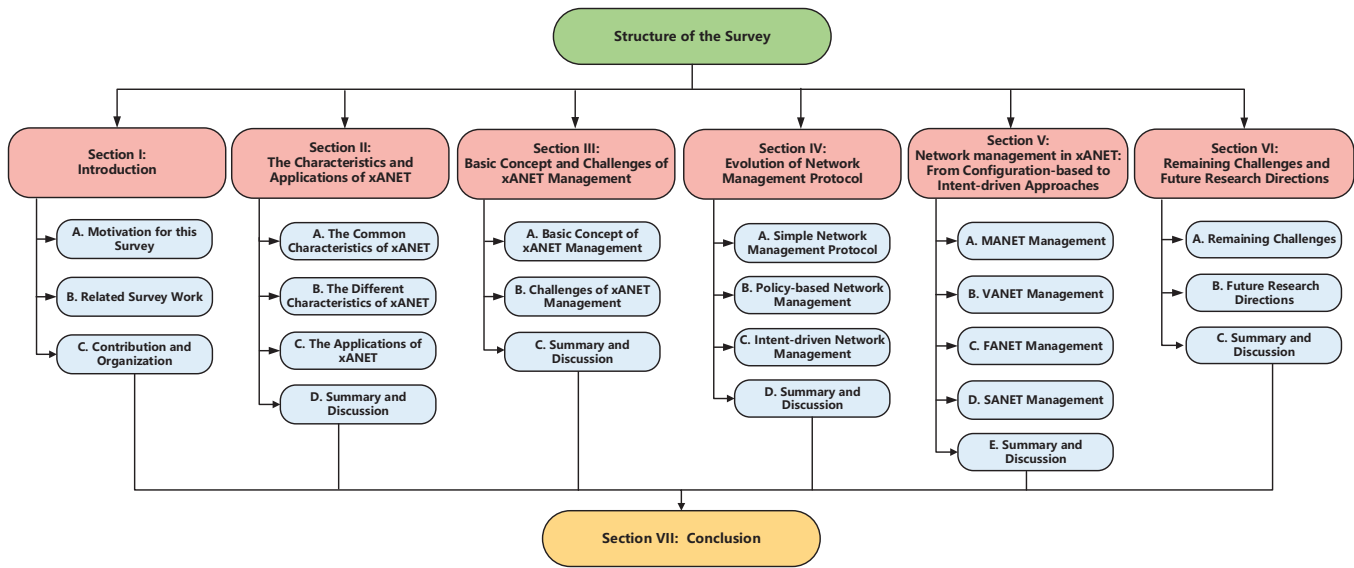 Structure of the Survey
Section I:
Introduction
A. Motivation for this
Survey
B. Related Survey Work
C. Contribution and
Organization
Section II:
The Characteristics and
Applications of xANET
A. The Common
Characteristics of xANET
B. The Different
Characteristics of xANET
C. The Applications of
xANET
D. Summary and
Discussion
Section III:
Basic Concept and Challenges of
xANET Management
A. Basic Concept of
xANET Management
B. Challenges of xANET
Management
C. Summary and
Discussion
Section IV:
Evolution of Network
Management Protocol
A. Simple Network
Management Protocol
B. Policy-based Network
Management
C. Intent-driven Network
Management
D. Summary and
Discussion
Section V:
Network management in xANET:
From Configuration-based to
Intent-driven Approaches
A. MANET Management
B. VANET Management
C. FANET Management
D. SANET Management
E. Summary and
Discussion
Section VI:
Remaining Challenges and
Future Research Directions
A. Remaining Challenges
B. Future Research
Directions
C. Summary and
Discussion
Section VII: Conclusion